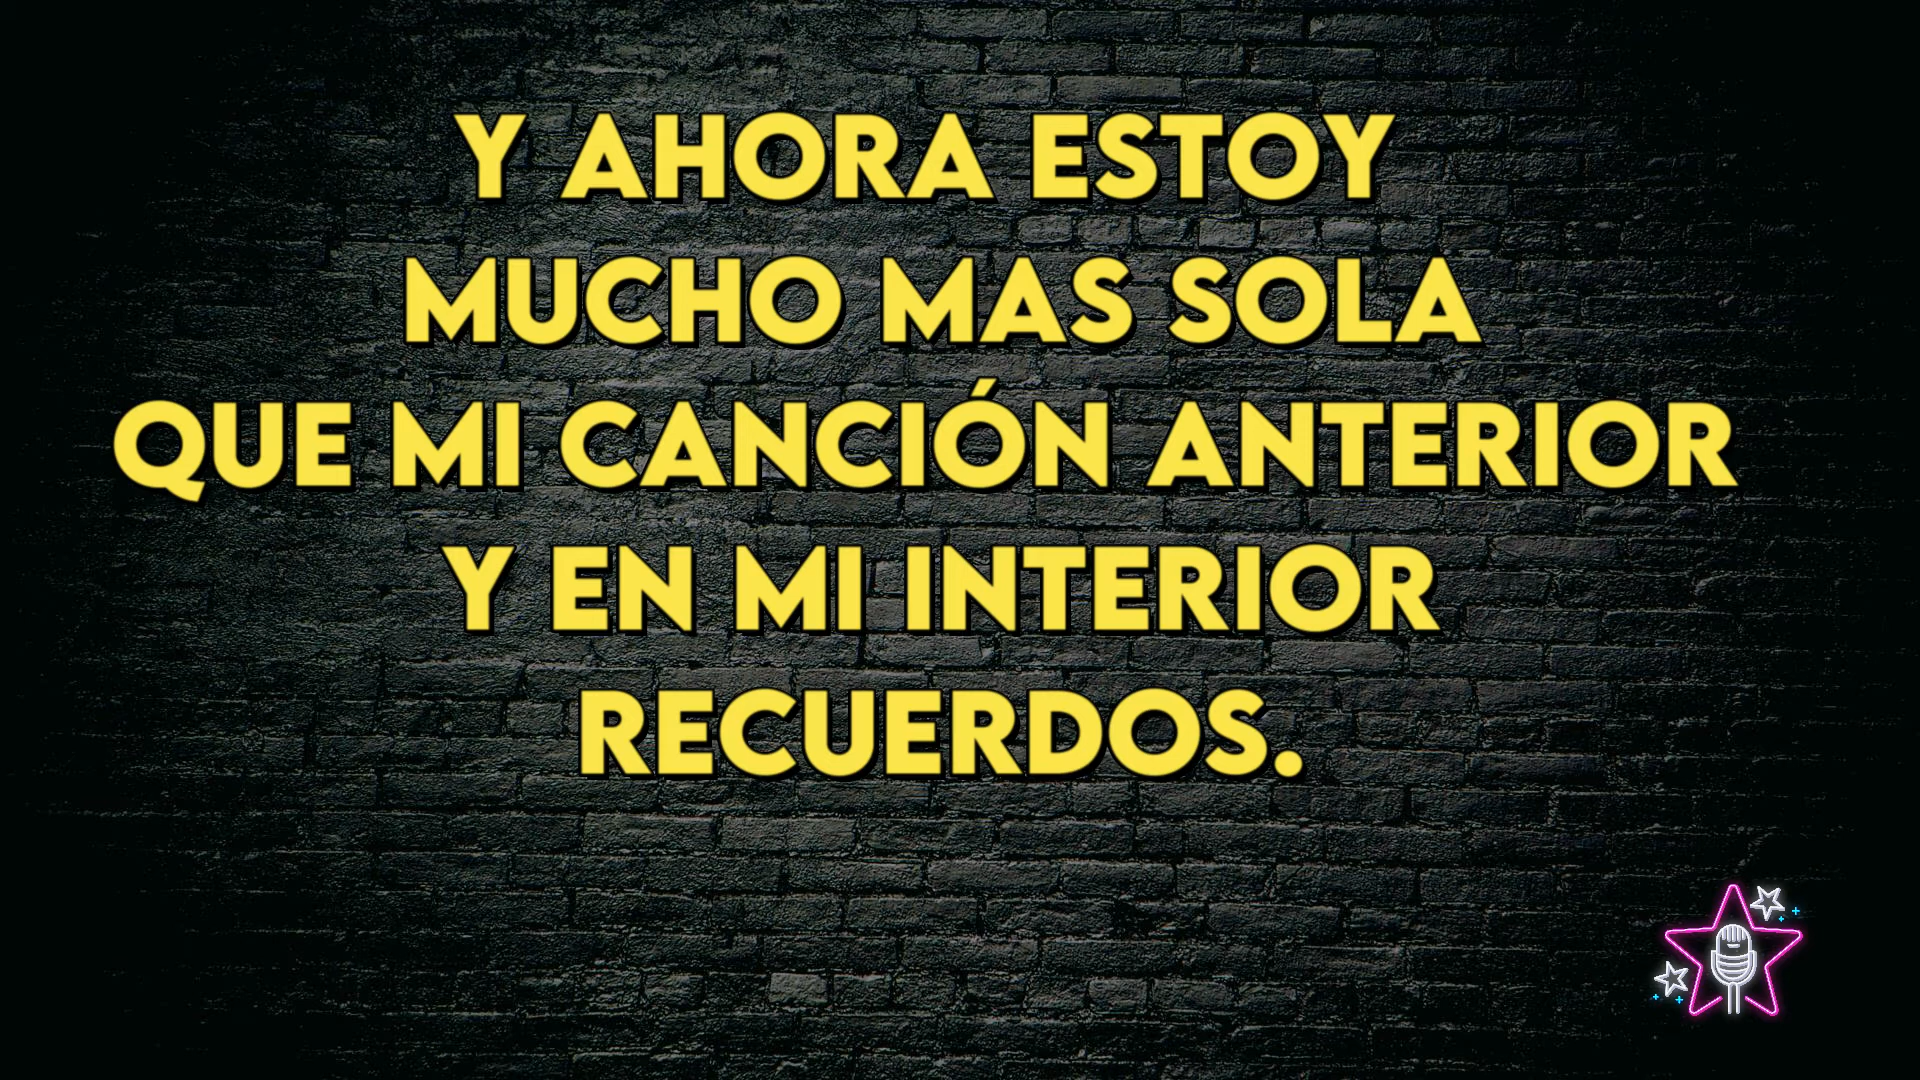 Y AHORA ESTOY
MUCHO MAS SOLA
QUE MI CANCIÓN ANTERIOR
Y EN MI INTERIOR
RECUERDOS.